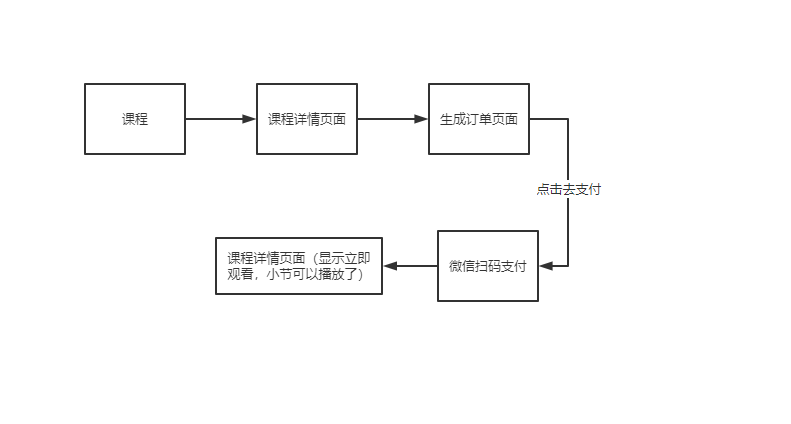 课程
课程详情页面
生成订单页面
点击去支付
课程详情页面（显示立即
观看，小节可以播放了）
微信扫码支付